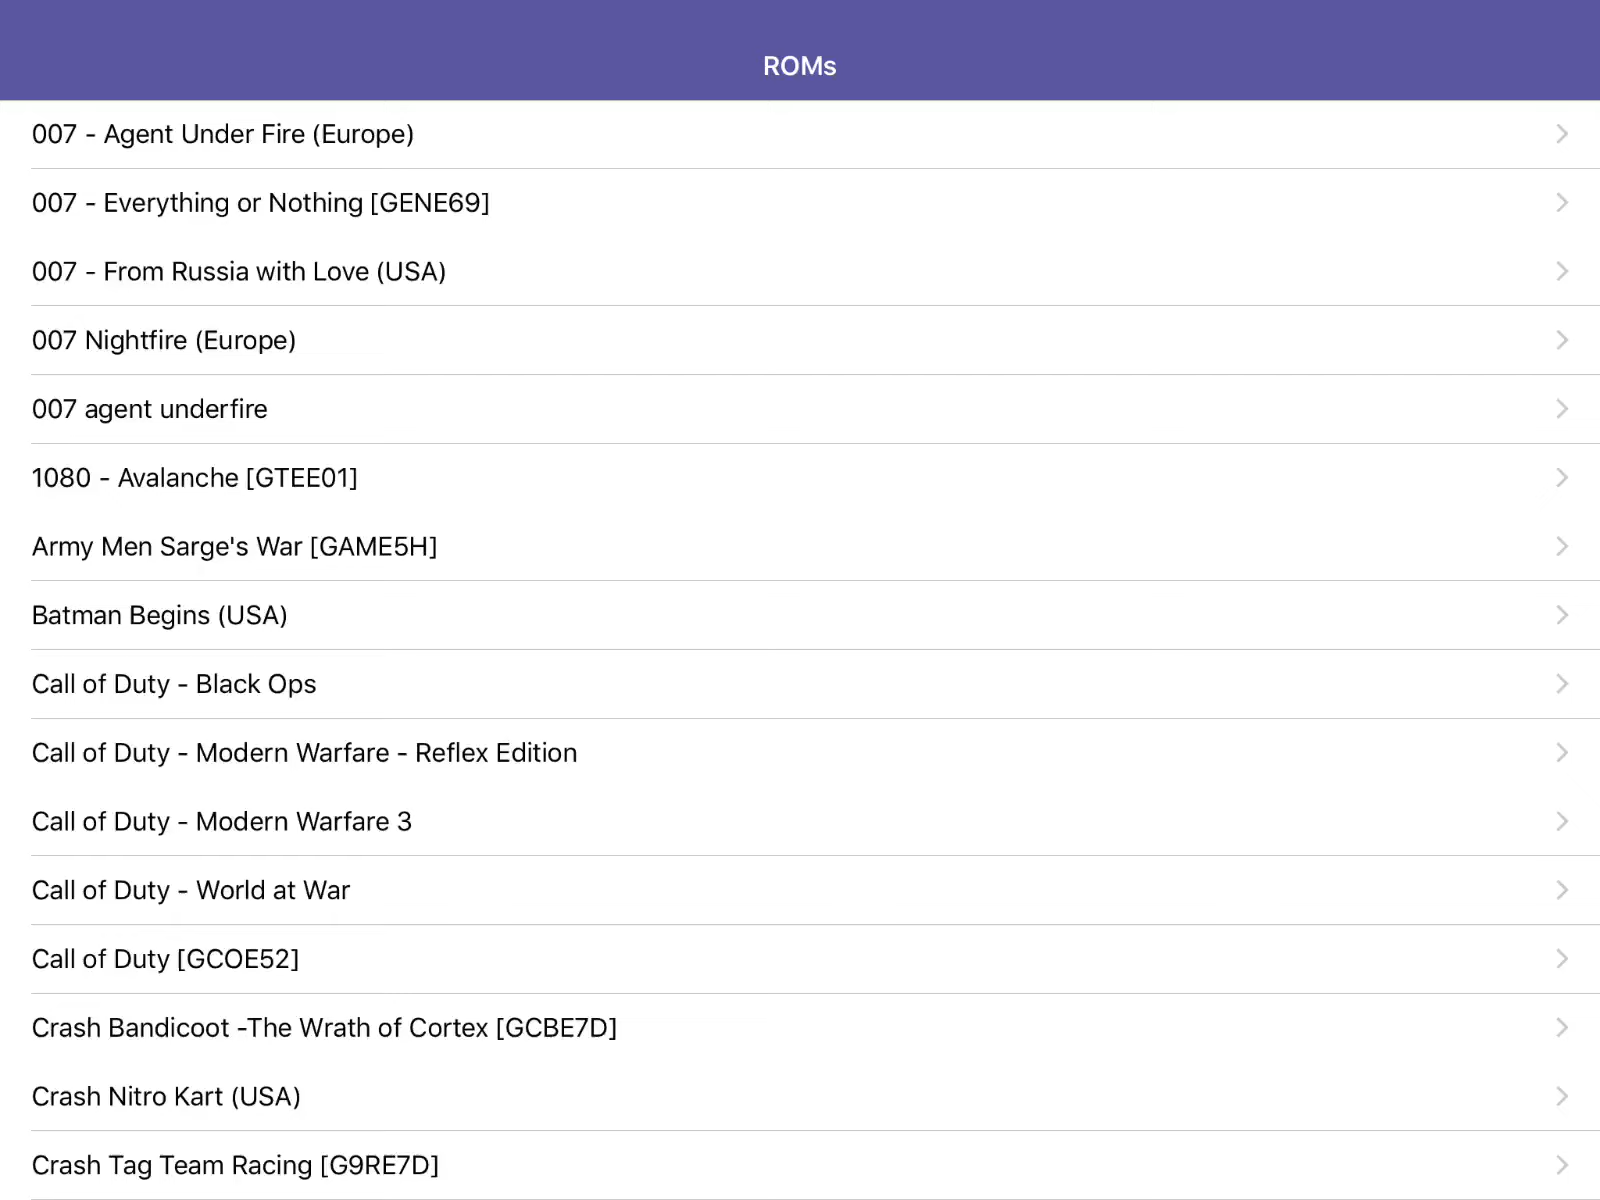 ROMs
007 - Agent Under Fire (Europe)
007 - Everything or Nothing [GENE69]
007 - From Russia with Love (USA)
007 Nightfire (Europe)
007 agent underfire
1080 - Avalanche [GTEE01]
Army Men Sarge's War [GAME5H]
Batman Begins (USA)
Call of Duty - Black Ops
Call of Duty - Modern Warfare - Reflex Edition
Call of Duty - Modern Warfare 3
Call of Duty - World at War
Call of Duty [GCOE52]
Crash Bandicoot -The Wrath of Cortex [GCBE7D]
Crash Nitro Kart (USA)
Crash Tag Team Racing [G9RE7D]